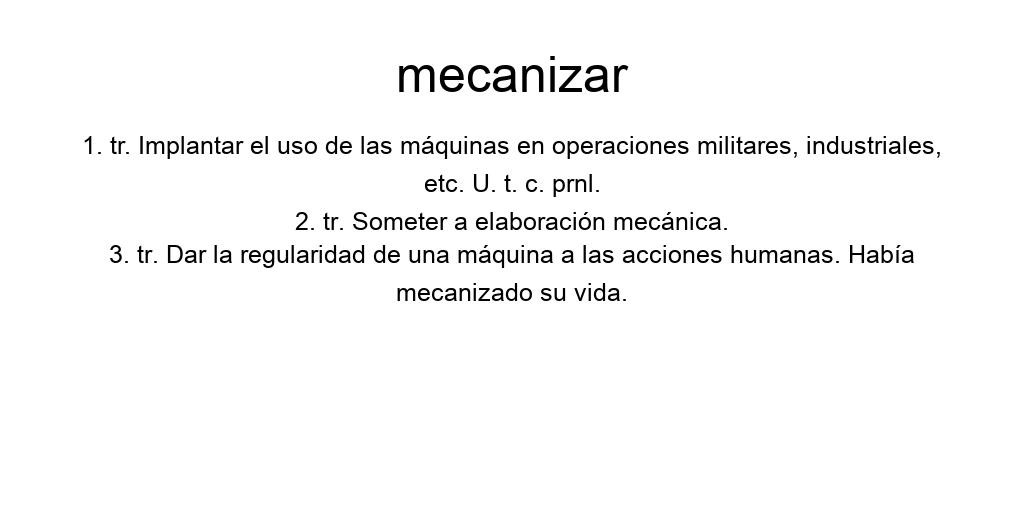 mecanizar
1. tr. Implantar el uso de las máquinas en operaciones militares, industriales,
etc. U. t. c. prnl.
2. tr. Someter a elaboración mecánica.
3. tr. Dar la regularidad de una máquina a las acciones humanas. Había
mecanizado su vida.